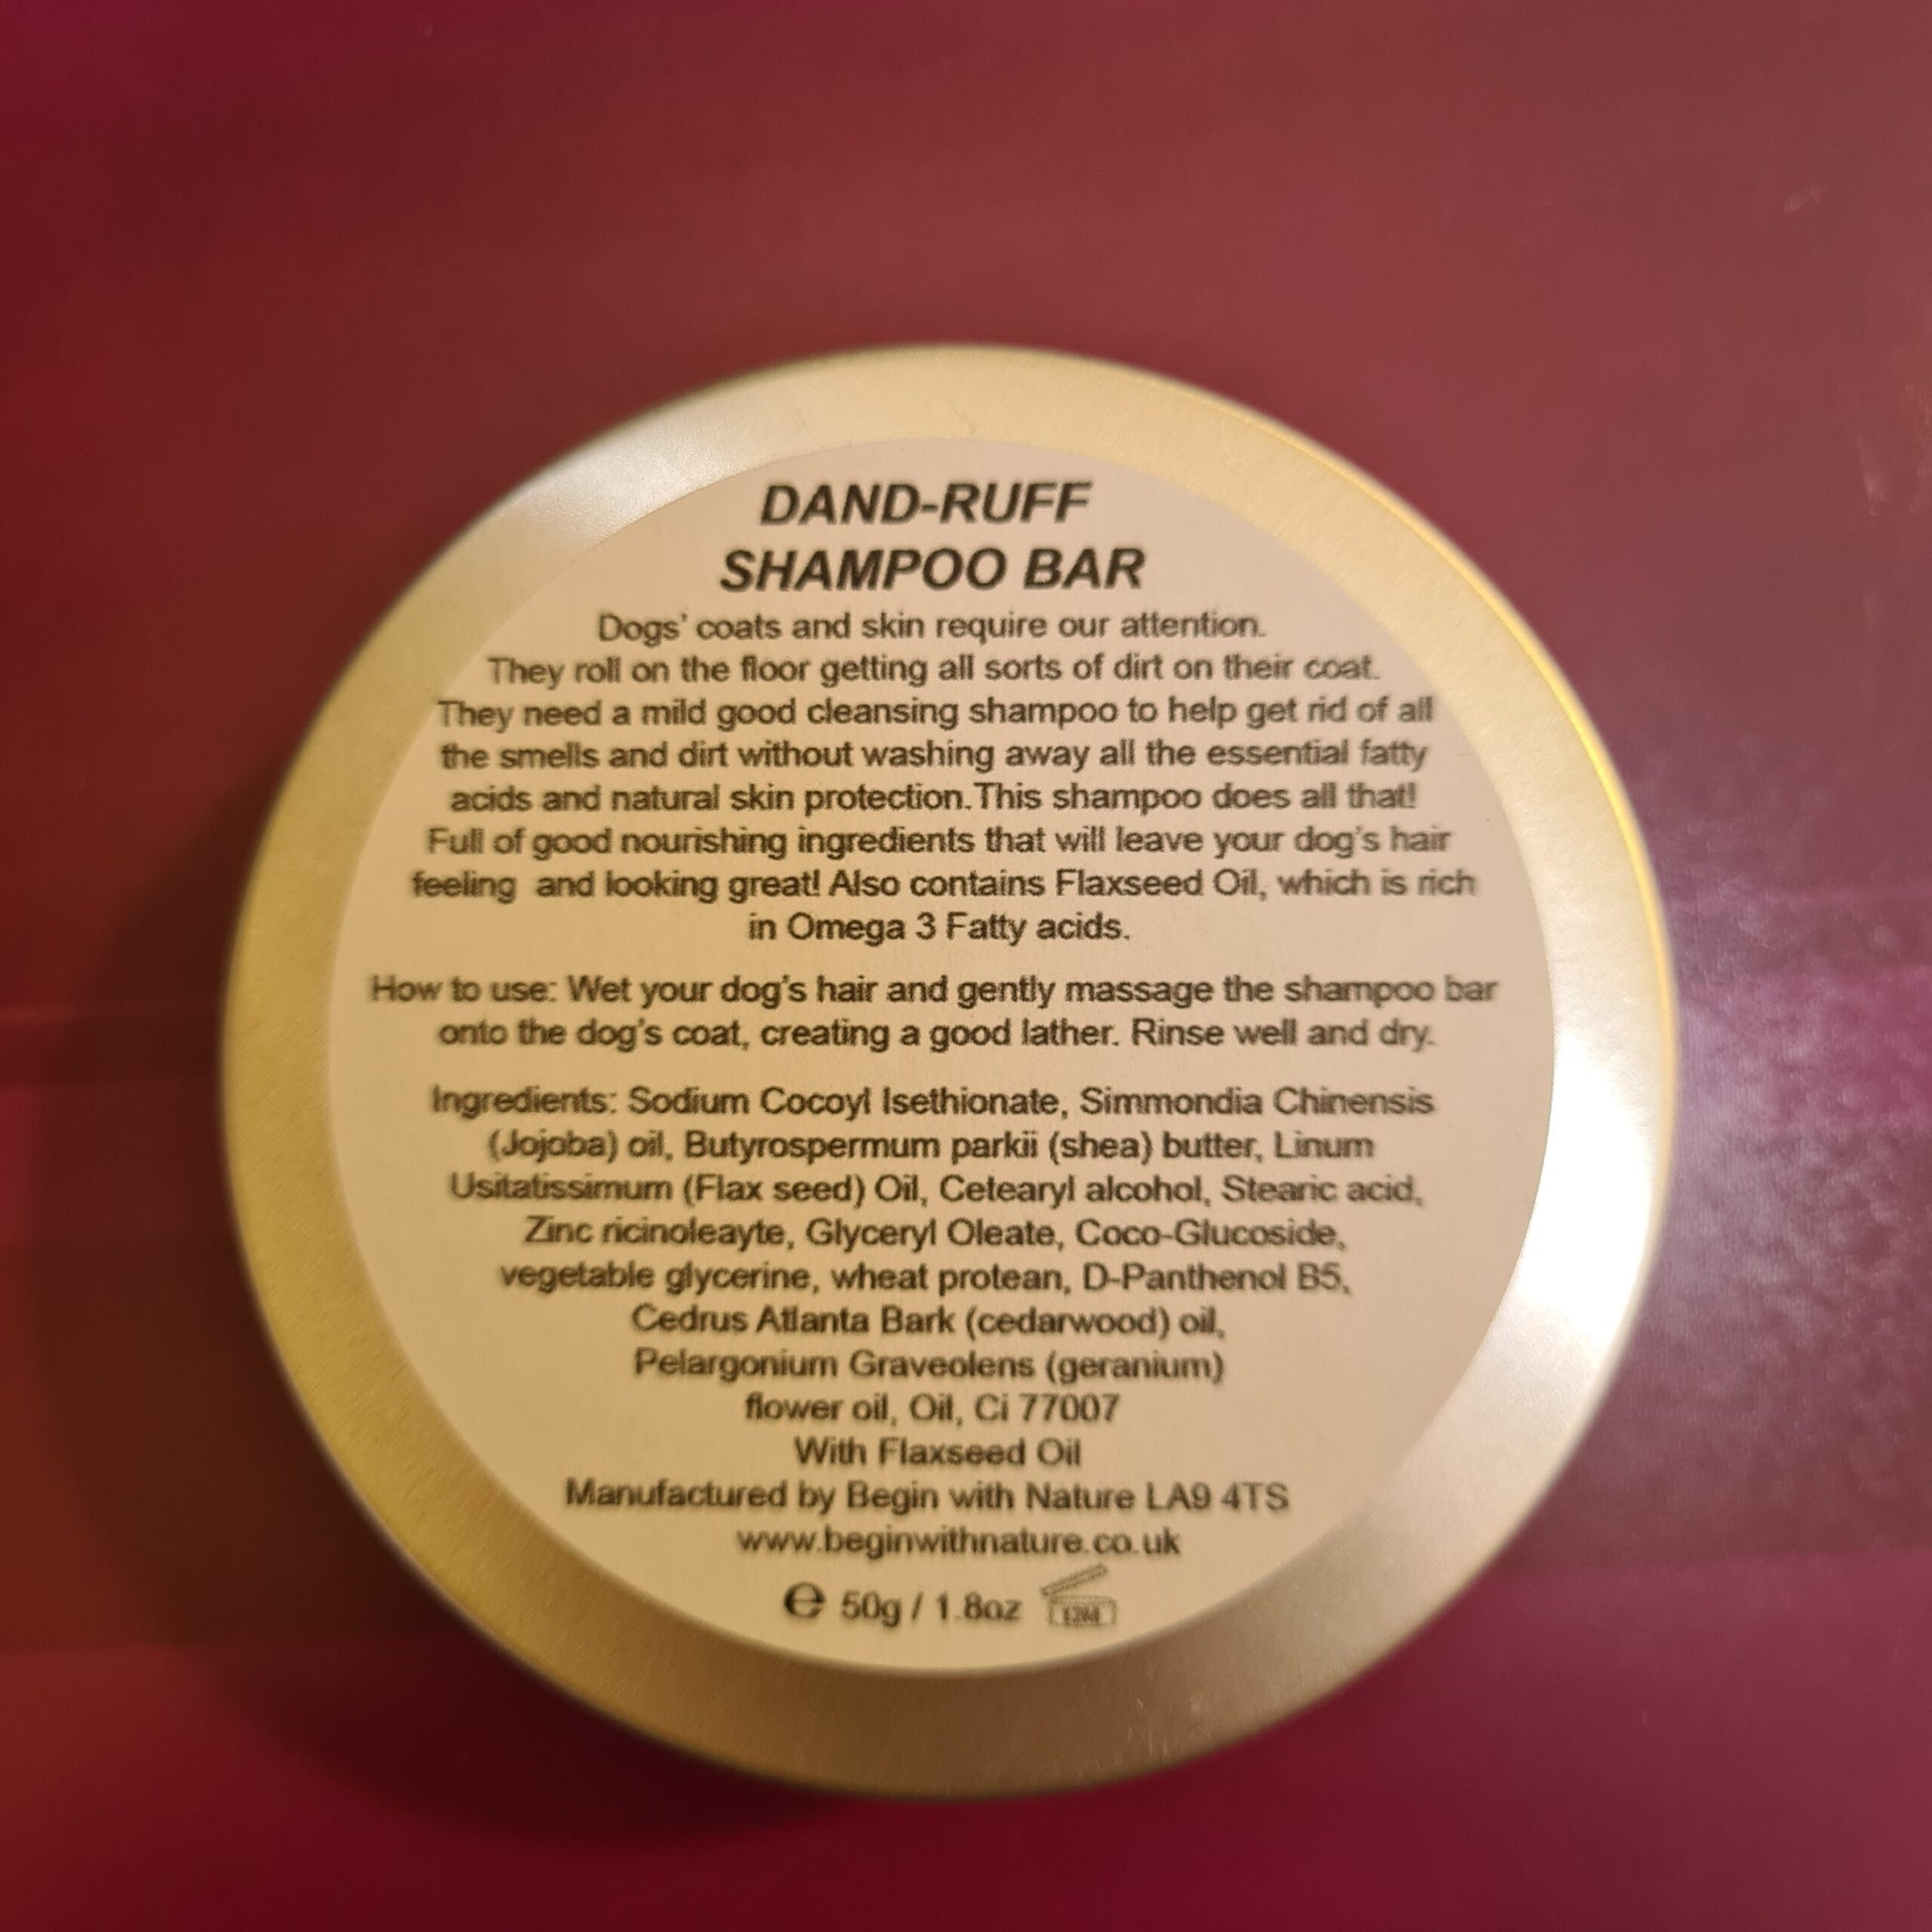 DAND-RUFF
SHAMPOO BAR
Dogs' coats and skin require our attention.
They roll on the floor getting all sorts of dirt on their coat.
They need a mild good cleansing shampoo to help get rid of all
the smells and dirt without washing away all the essential fatty
acids and natural skin protection.This shampoo does all that!
Full of good nourishing ingredients that will leave your dog's hair
feeling  and looking great! Also contains Flaxseed Oil, which is rich
in Omega 3 Fatty acids.
How to use: Wet your dog's hair and gently massage the shampoo bar
onto the dog's coat, creating a good lather. Rinse well and dry.
Ingredients: Sodium Cocoyl Isethionate, Simmondia Chinensis
(Jojoba) oil, Butyrospermum parkii (shea) butter, Linum
Usitatissimum (Flax seed) Oil, Cetearyl alcohol, Stearic acid,
Zinc ricinoleayte, Glyceryl Oleate, Coco-Glucoside,
vegetable glycerine, wheat protean, D-Panthenol B5,
Cedrus Atlanta Bark (cedarwood) oil,
Pelargonium Graveolens (geranium)
flower oil, Oil, Ci 77007
With Flaxseed Oil
Manufactured by Begin with Nature LA9 4TS
www.beginwithnature.co.uk
℮ 50g / 1.8oz 12M